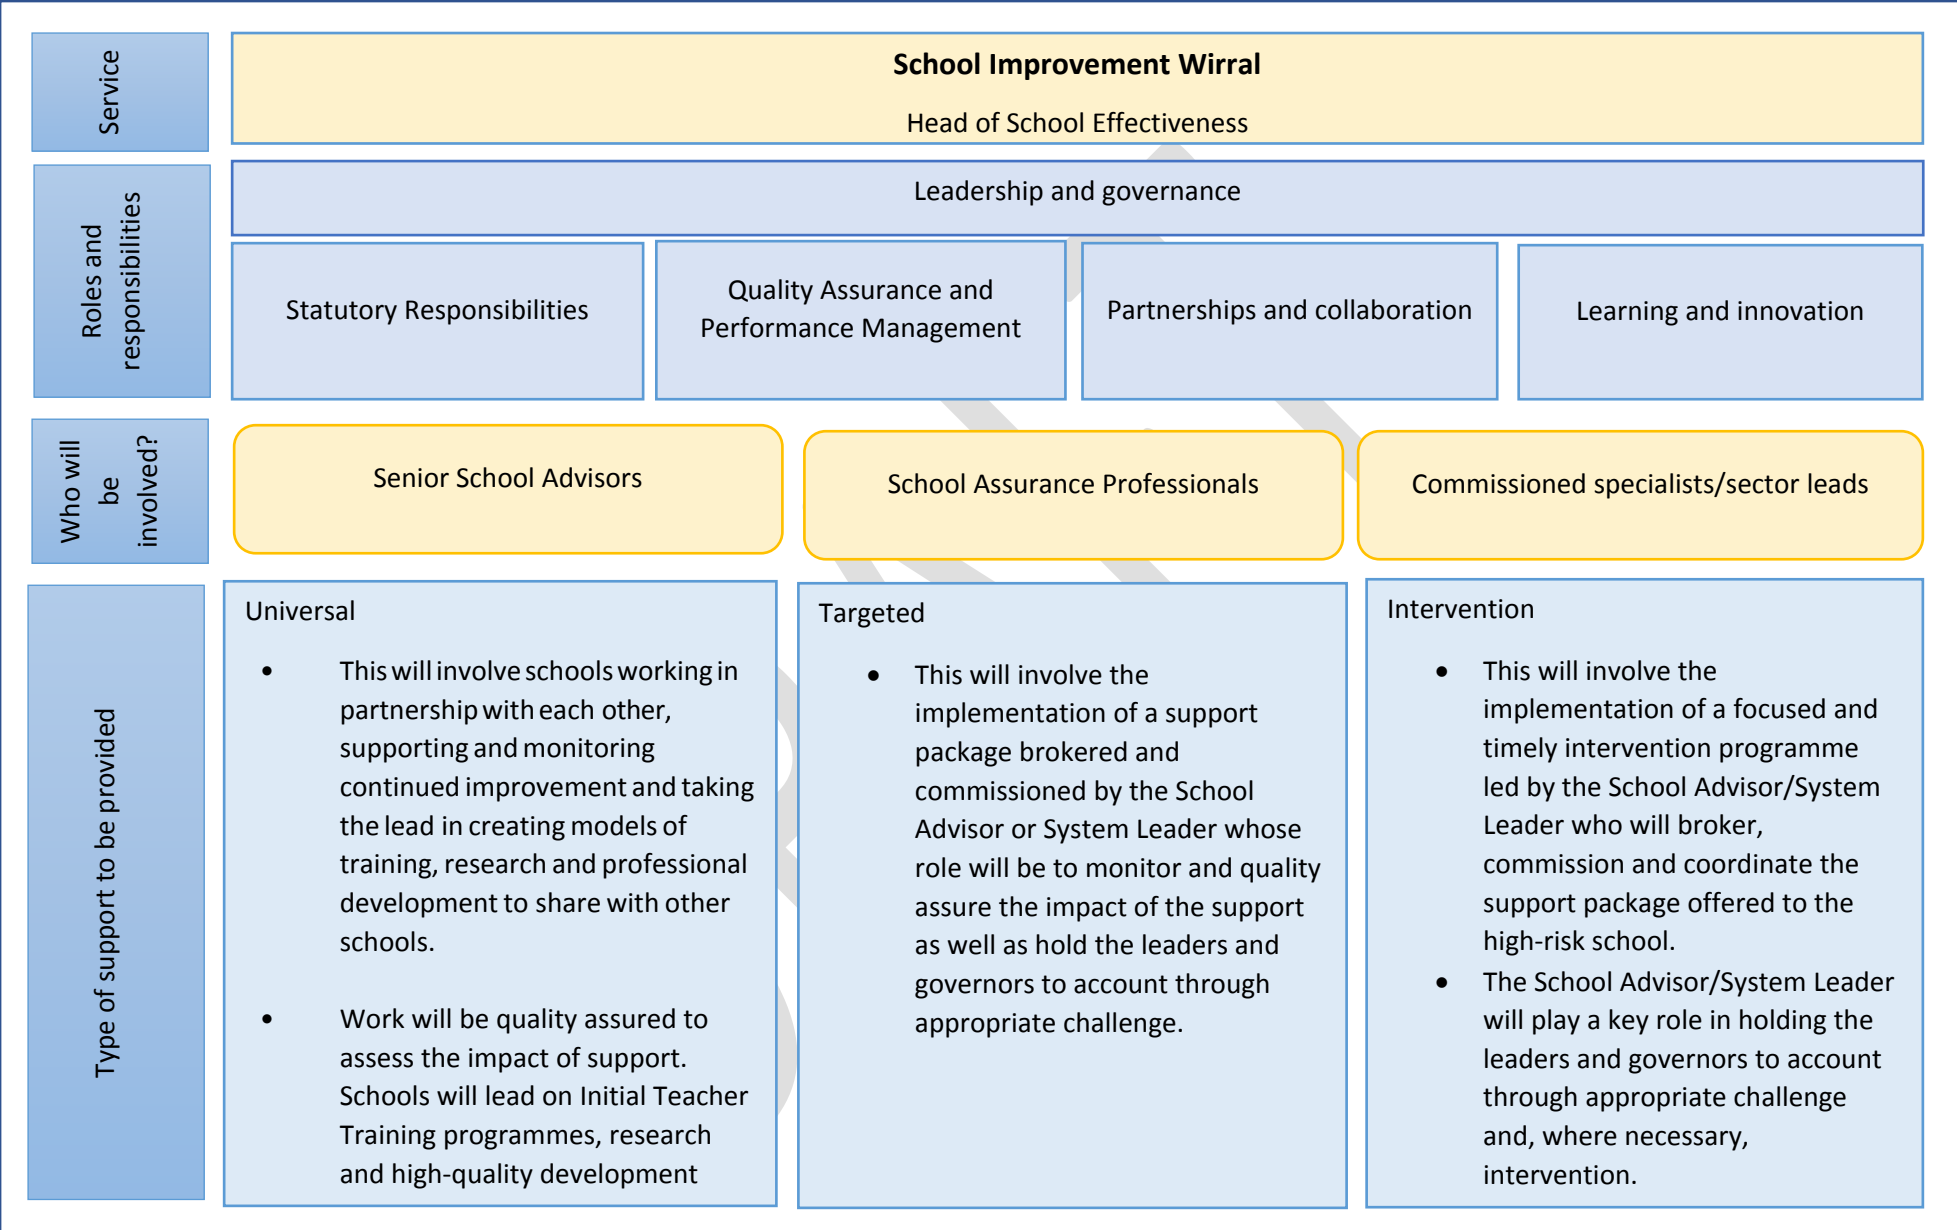 Service
School Improvement Wirral
Head of School Effectiveness
Roles and
responsibilities
Leadership and governance
Statutory Responsibilities
Quality Assurance and
Performance Management
Partnerships and collaboration
Learning and innovation
Who will
be
involved?
Senior School Advisors
School Assurance Professionals
Commissioned specialists/sector leads
Type of support to be provided
Universal
• This will involve schools working in
partnership with each other,
supporting and monitoring
continued improvement and taking
the lead in creating models of
training, research and professional
development to share with other
schools.
• Work will be quality assured to
assess the impact of support.
Schools will lead on Initial Teacher
Training programmes, research
and high-quality development
Targeted
• This will involve the
implementation of a support
package brokered and
commissioned by the School
Advisor or System Leader whose
role will be to monitor and quality
assure the impact of the support
as well as hold the leaders and
governors to account through
appropriate challenge.
Intervention
• This will involve the
implementation of a focused and
timely intervention programme
led by the School Advisor/System
Leader who will broker,
commission and coordinate the
support package offered to the
high-risk school.
• The School Advisor/System Leader
will play a key role in holding the
leaders and governors to account
through appropriate challenge
and, where necessary,
intervention.